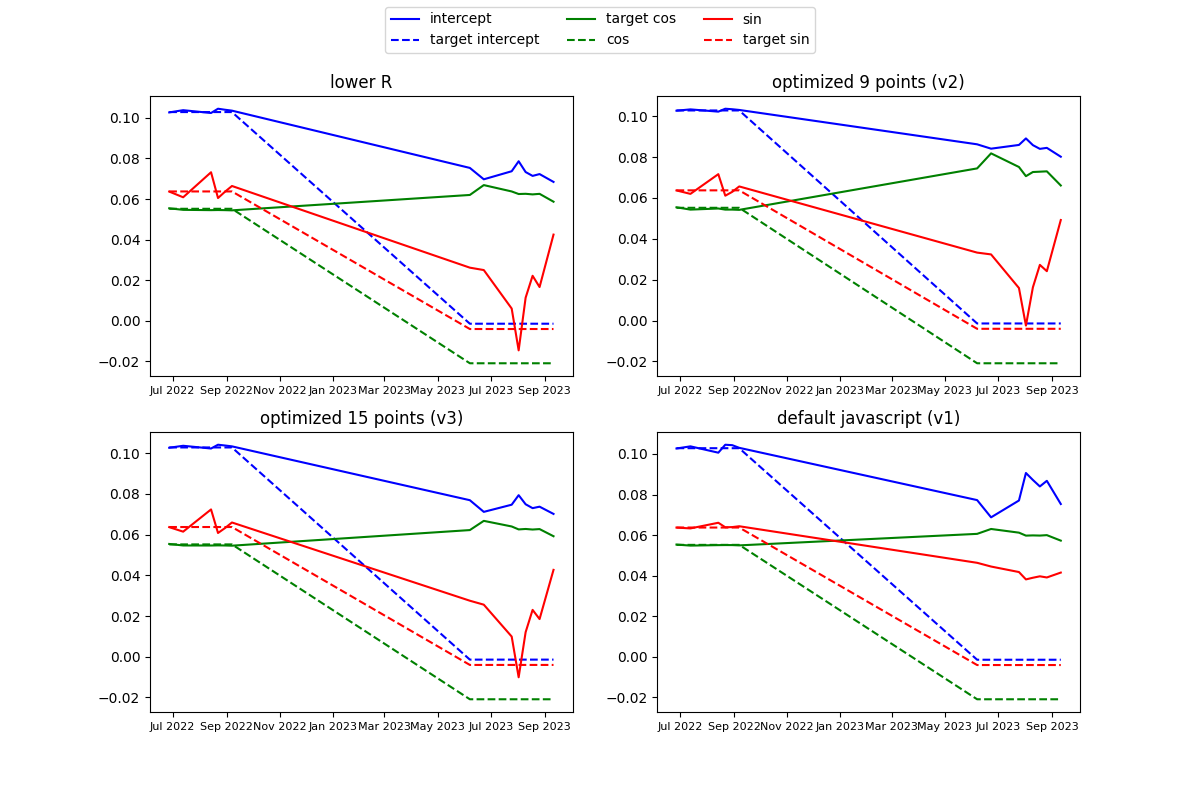 intercept target cos sin
target intercept cos target sin
lower R
0.10
0.08
0.06
0.04
0.02
0.00
−0.02
Jul 2022 Sep 2022 Nov 2022 Jan 2023 Mar 2023 May 2023 Jul 2023 Sep 2023
optimized 9 points (v2)
0.10
0.08
0.06
0.04
0.02
0.00
−0.02
Jul 2022 Sep 2022 Nov 2022 Jan 2023 Mar 2023 May 2023 Jul 2023 Sep 2023
optimized 15 points (v3)
0.10
0.08
0.06
0.04
0.02
0.00
−0.02
Jul 2022 Sep 2022 Nov 2022 Jan 2023 Mar 2023 May 2023 Jul 2023 Sep 2023
default javascript (v1)
0.10
0.08
0.06
0.04
0.02
0.00
−0.02
Jul 2022 Sep 2022 Nov 2022 Jan 2023 Mar 2023 May 2023 Jul 2023 Sep 2023